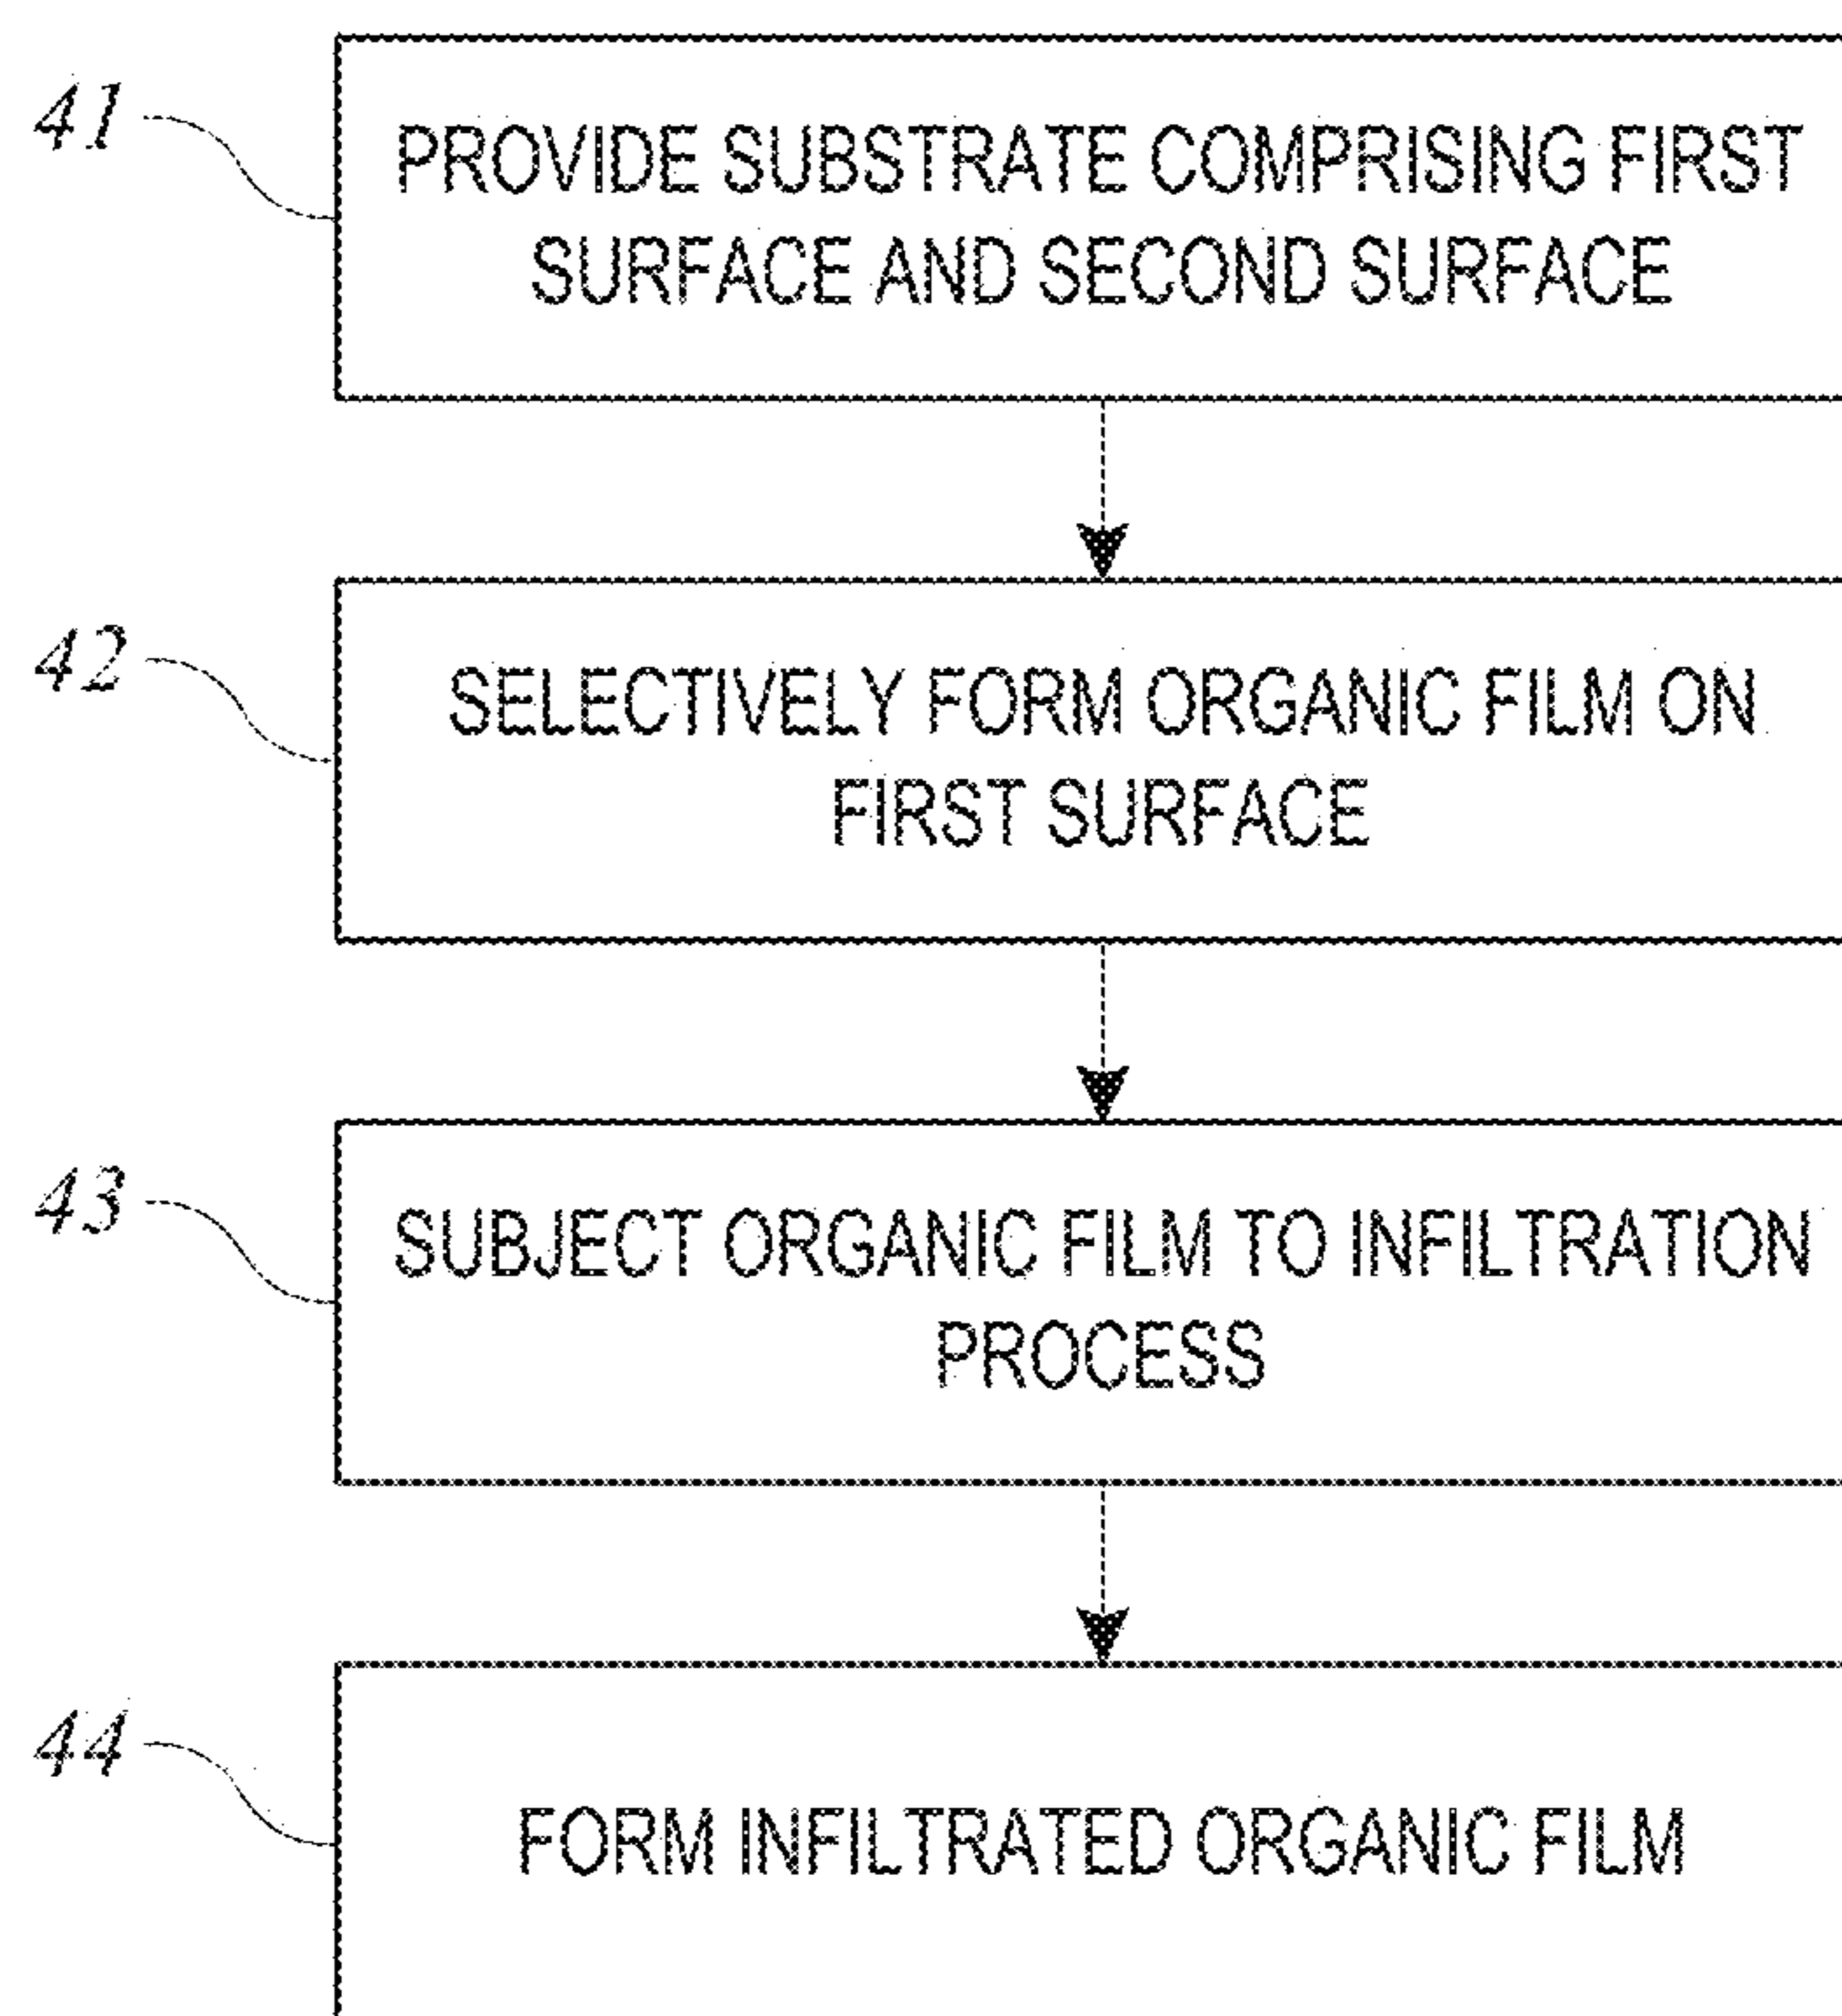 41
PROVIDE SUBSTRATE COMPRISING FIRST
SURFACE AND SECOND SURFACE
42
SELECTIVELY FORM ORGANIC FILM ON
FIRST SURFACE
43
SUBJECT ORGANIC FILM TO INFILTRATION
PROCESS
44
FORM INFILTRATED ORGANIC FILM